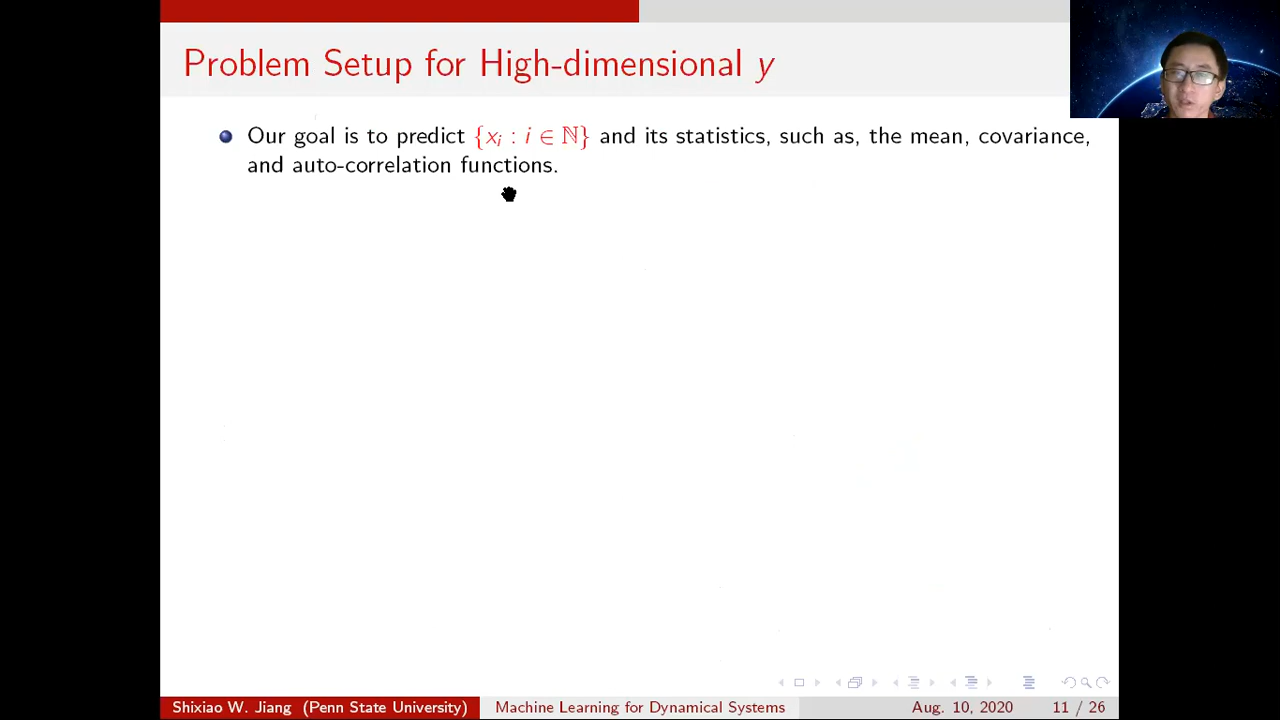 Problem Setup for High-dimensional y
Our goal is to predict {x_i : i ∈ ℕ} and its statistics, such as, the mean, covariance,
and auto-correlation functions.
Shixiao W. Jiang (Penn State University) Machine Learning for Dynamical Systems Aug. 10, 2020 11 / 26